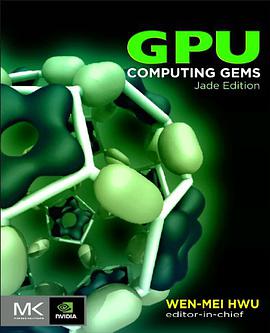 GPU
COMPUTING GEMS
Jade Edition
WEN-MEI HWU
editor-in-chief
MK
NVIDIA